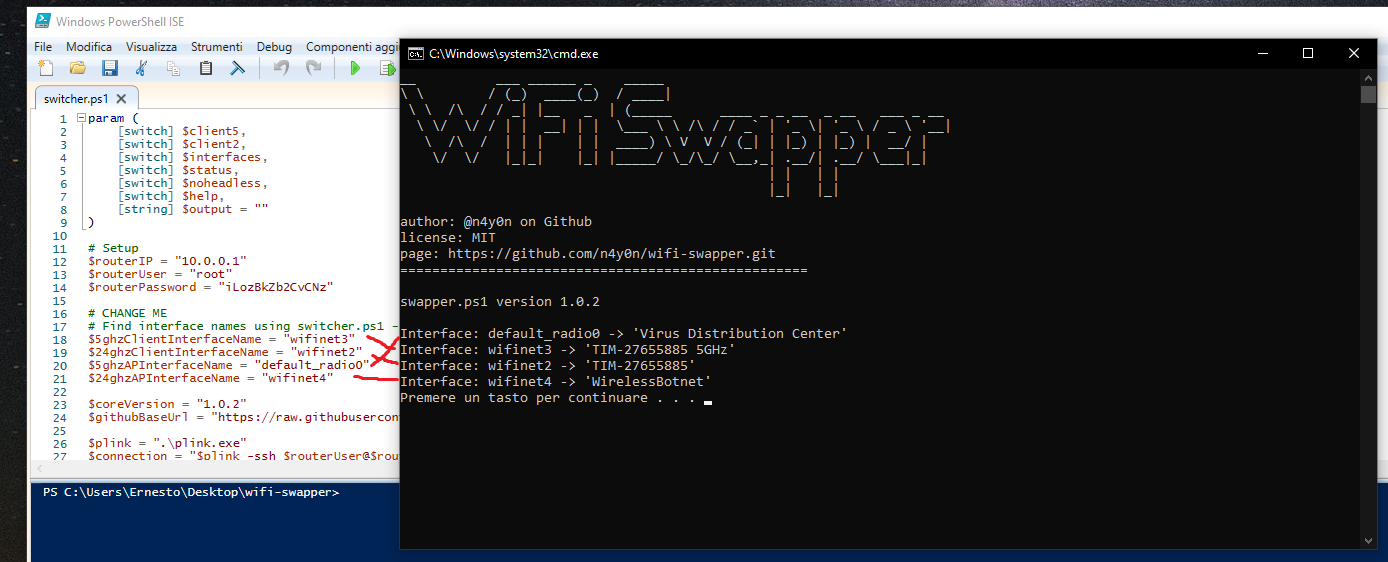 Windows PowerShell ISE
File Modifica Visualizza Strumenti Debug Componenti aggi
switcher.ps1
1 param (
2 [switch] $client5,
3 [switch] $client2,
4 [switch] $interfaces,
5 [switch] $status,
6 [switch] $noheadless,
7 [switch] $help,
8 [string] $output = ""
9 )
10
11 # Setup
12 $routerIP = "10.0.0.1"
13 $routerUser = "root"
14 $routerPassword = "iLozBkZb2CvCNz"
15
16 # CHANGE ME
17 # Find interface names using switcher.ps1 -
18 $5ghzClientInterfaceName = "wifinet3"
19 $24ghzClientInterfaceName = "wifinet2"
20 $5ghzAPInterfaceName = "default_radio0"
21 $24ghzAPInterfaceName = "wifinet4"
22
23 $coreVersion = "1.0.2"
24 $githubBaseUrl = "https://raw.githubusercon
25
26 $plink = ".\plink.exe"
27 $connection = "$plink -ssh $routerUser@$rou
PS C:\Users\Ernesto\Desktop\wifi-swapper>
C:\Windows\system32\cmd.exe
WiFiSwapper
author: @n4y0n on Github
license: MIT
page: https://github.com/n4y0n/wifi-swapper.git
===================================================
swapper.ps1 version 1.0.2
Interface: default_radio0 -> 'Virus Distribution Center'
Interface: wifinet3 -> 'TIM-27655885 5GHz'
Interface: wifinet2 -> 'TIM-27655885'
Interface: wifinet4 -> 'WirelessBotnet'
Premere un tasto per continuare . . .